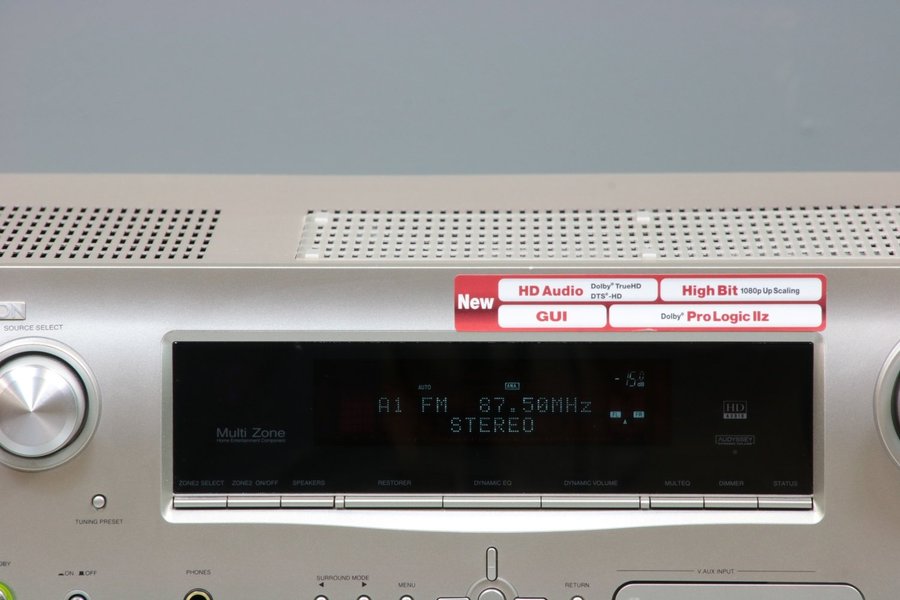 New
HD Audio Dolby® TrueHD
DTS®-HD
High Bit 1080p Up Scaling
GUI
Dolby® Pro Logic IIz
ON
SOURCE SELECT
AUTO
A1 FM 87.50MHz
STEREO
FL FR
HD
AUDIO
AUDYSSEY
Multi Zone
Home Entertainment Component
ZONE2 SELECT ZONE2 ON/OFF SPEAKERS RESTORER DYNAMIC EQ DYNAMIC VOLUME MULTEQ DIMMER STATUS
TUNING PRESET
ON OFF
PHONES
SURROUND MODE
MENU
RETURN
V.AUX INPUT